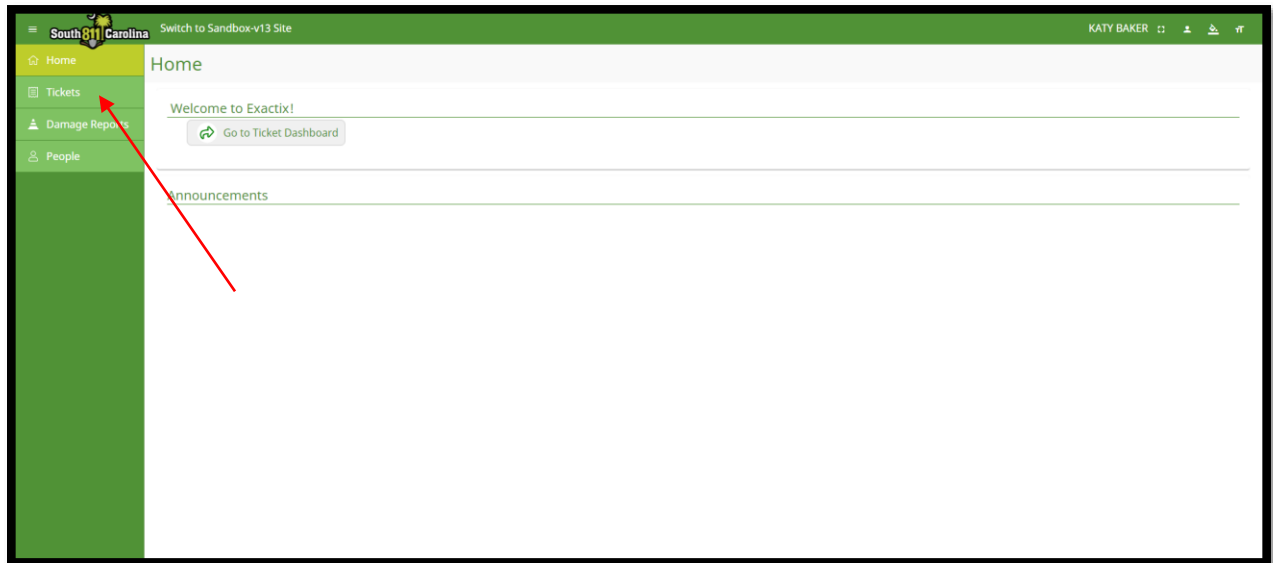 South 811 Carolina
Switch to Sandbox-v13 Site
KATY BAKER
Home
Tickets
Damage Reports
People
Home
Welcome to Exactix!
Go to Ticket Dashboard
Announcements